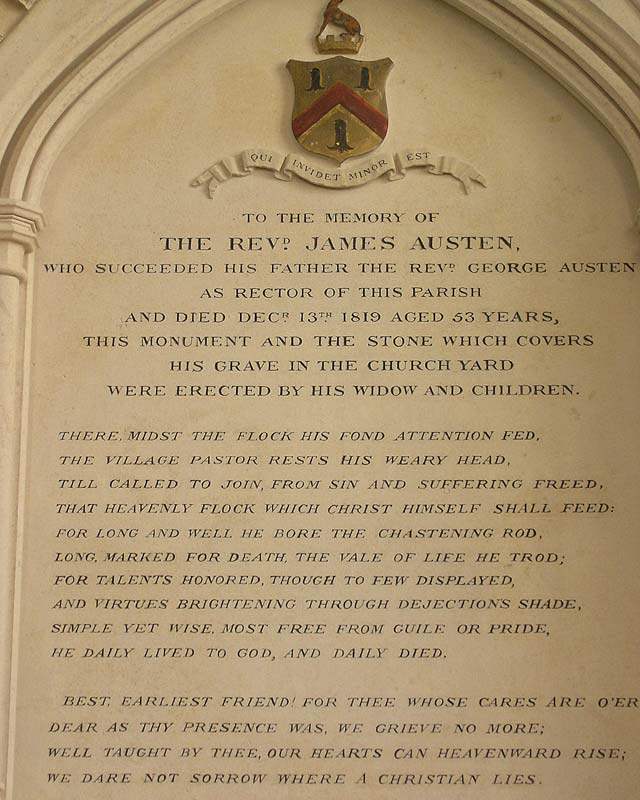 QUI INVIDET MINOR EST
TO THE MEMORY OF
THE REVD. JAMES AUSTEN,
WHO SUCCEEDED HIS FATHER THE REVD. GEORGE AUSTEN
AS RECTOR OF THIS PARISH
AND DIED DECR. 13TH 1819 AGED 53 YEARS,
THIS MONUMENT AND THE STONE WHICH COVERS
HIS GRAVE IN THE CHURCH YARD
WERE ERECTED BY HIS WIDOW AND CHILDREN.
THERE, MIDST THE FLOCK HIS FOND ATTENTION FED,
THE VILLAGE PASTOR RESTS HIS WEARY HEAD,
TILL CALLED TO JOIN, FROM SIN AND SUFFERING FREED,
THAT HEAVENLY FLOCK WHICH CHRIST HIMSELF SHALL FEED:
FOR LONG AND WELL HE BORE THE CHASTENING ROD,
LONG, MARKED FOR DEATH, THE VALE OF LIFE HE TROD;
FOR TALENTS HONORED, THOUGH TO FEW DISPLAYED,
AND VIRTUES BRIGHTENING THROUGH DEJECTION'S SHADE,
SIMPLE YET WISE, MOST FREE FROM GUILE OR PRIDE,
HE DAILY LIVED TO GOD, AND DAILY DIED.
BEST, EARLIEST FRIEND! FOR THEE WHOSE CARES ARE O'ER
DEAR AS THY PRESENCE WAS, WE GRIEVE NO MORE;
WELL TAUGHT BY THEE, OUR HEARTS CAN HEAVENWARD RISE;
WE DARE NOT SORROW WHERE A CHRISTIAN LIES.